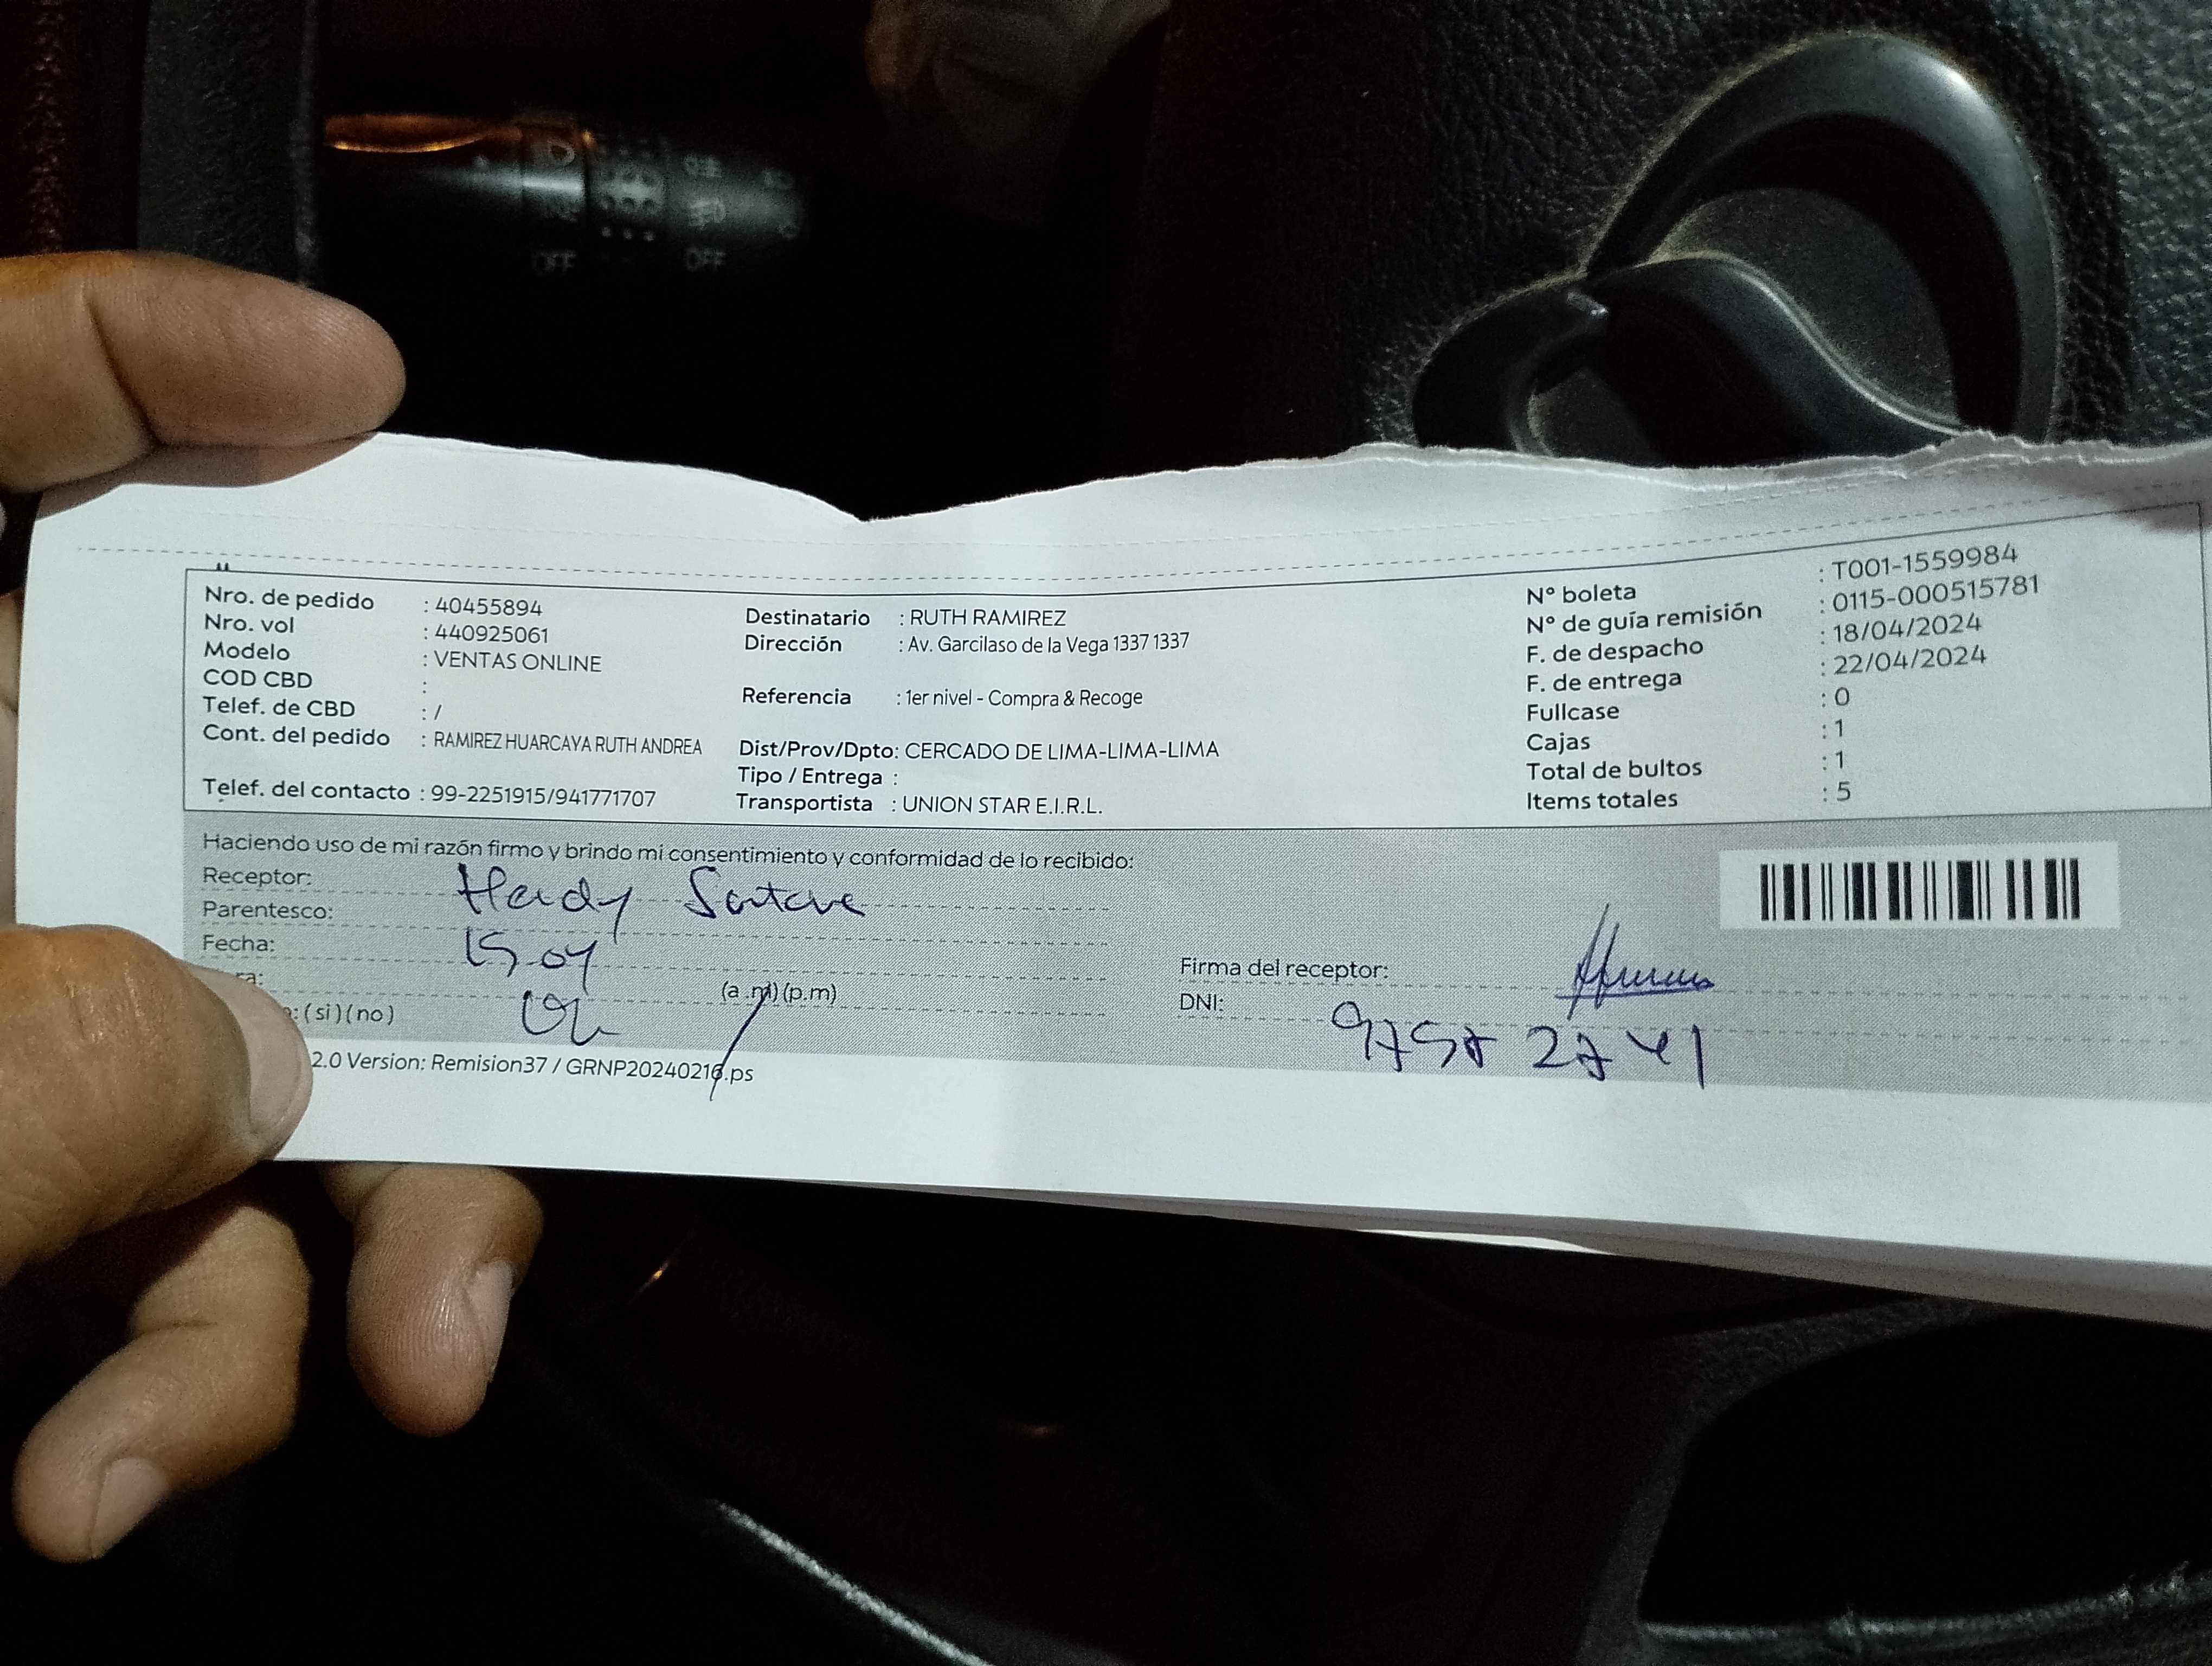 OFF OFF
Nro. de pedido : 40455894
Nro. vol : 440925061
Modelo : VENTAS ONLINE
COD CBD :
Telef. de CBD : /
Cont. del pedido : RAMIREZ HUARCAYA RUTH ANDREA
Telef. del contacto : 99-2251915/941771707
Destinatario : RUTH RAMIREZ
Dirección : Av. Garcilaso de la Vega 1337 1337
Referencia : 1er nivel - Compra & Recoge
Dist/Prov/Dpto: CERCADO DE LIMA-LIMA-LIMA
Tipo / Entrega :
Transportista : UNION STAR E.I.R.L.
N° boleta : T001-1559984
N° de guía remisión : 0115-000515781
F. de despacho : 18/04/2024
F. de entrega : 22/04/2024
Fullcase : 0
Cajas : 1
Total de bultos : 1
Items totales : 5
Haciendo uso de mi razón firmo y brindo mi consentimiento y conformidad de lo recibido:
Receptor:
Parentesco:
Fecha:
ra: (a .m) (p.m)
: ( si ) ( no )
Firma del receptor:
DNI:
2.0 Version: Remision37 / GRNP20240216.ps